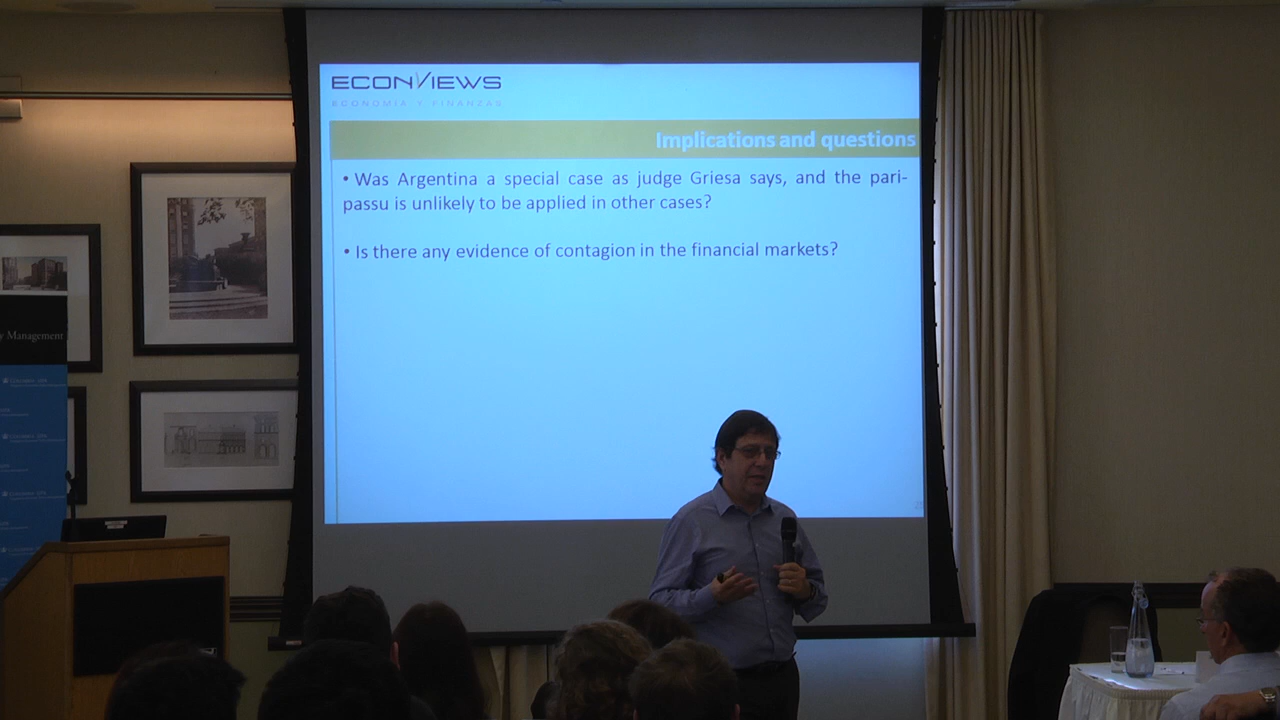 ECONVIEWS
ECONOMIA Y FINANZAS
Implications and questions
• Was Argentina a special case as judge Griesa says, and the pari-
passu is unlikely to be applied in other cases?
• Is there any evidence of contagion in the financial markets?
y Management